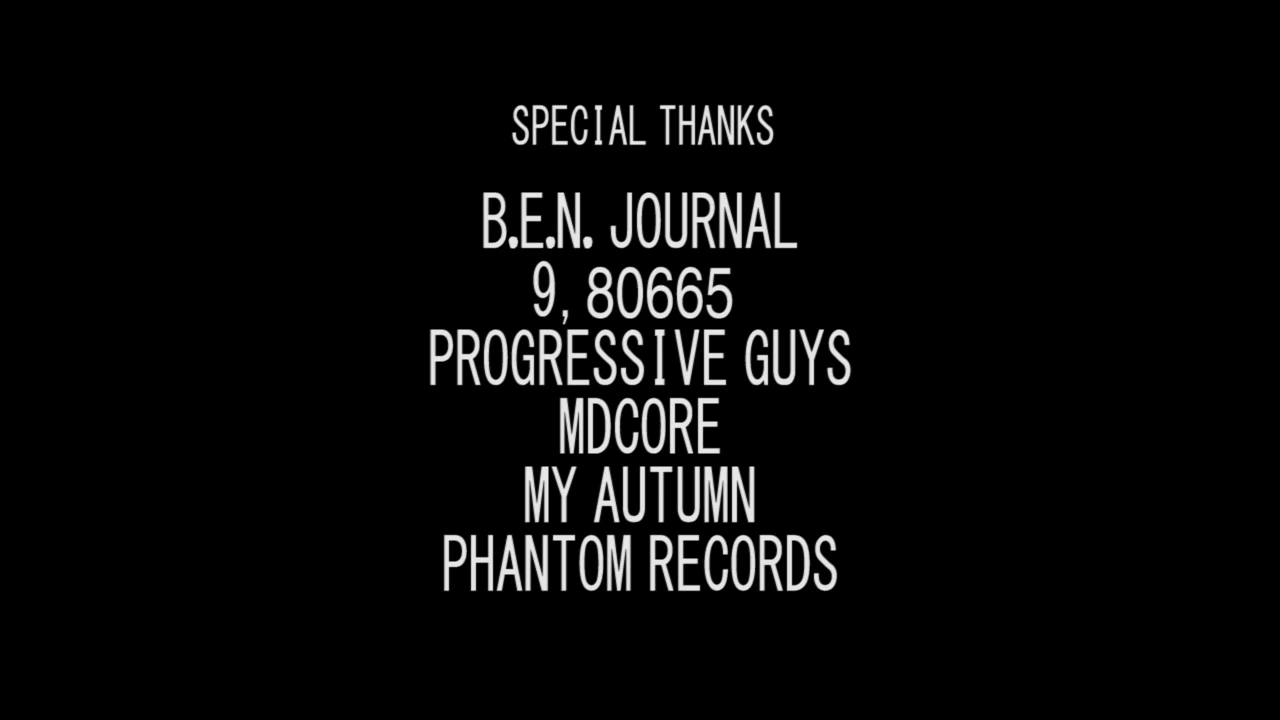 SPECIAL THANKS
B.E.N. JOURNAL
9, 80665
PROGRESSIVE GUYS
MDCORE
MY AUTUMN
PHANTOM RECORDS